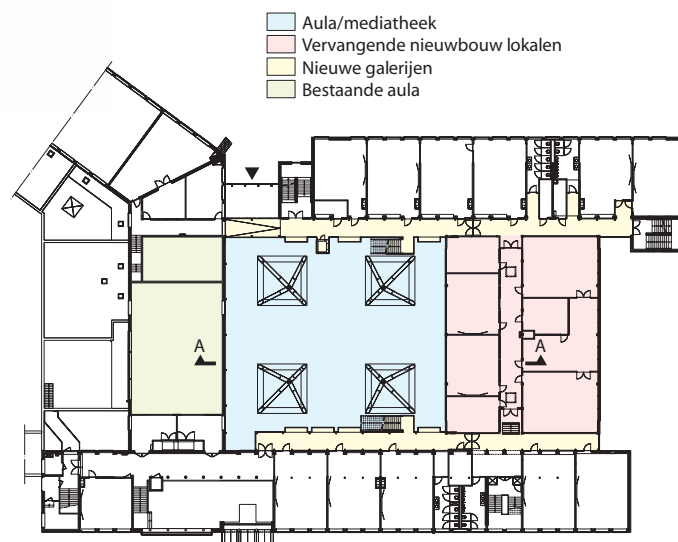 Aula/mediatheek
Vervangende nieuwbouw lokalen
Nieuwe galerijen
Bestaande aula
A
A